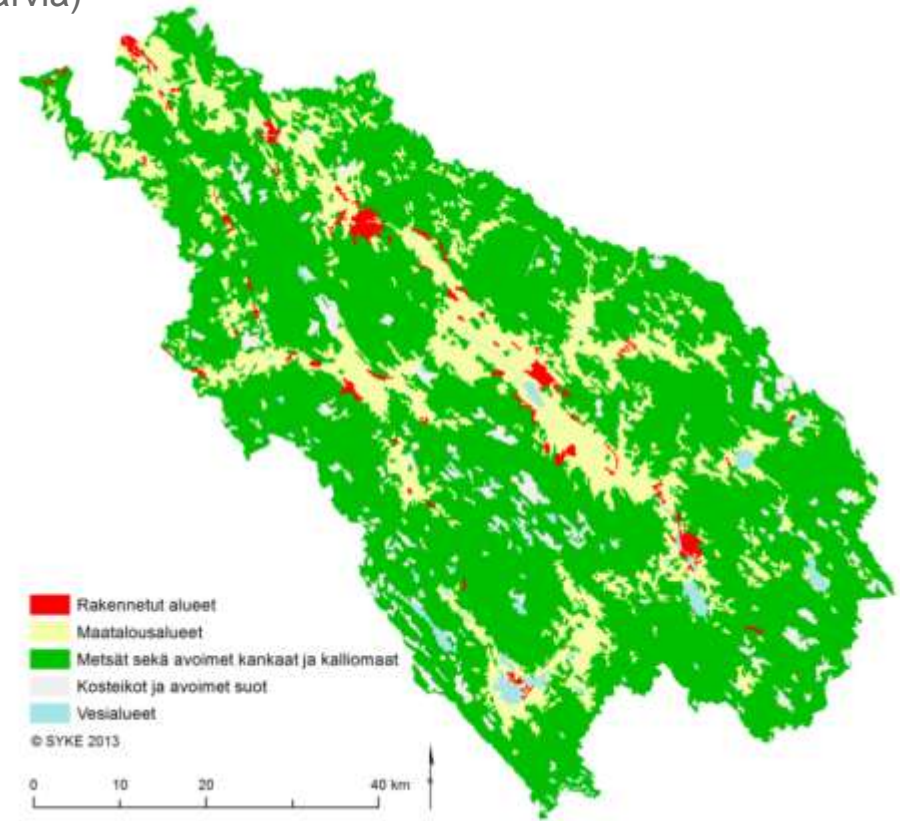 ärviä)
Rakennetut alueet
Maatalousalueet
Metsät sekä avoimet kankaat ja kalliomaat
Kosteikot ja avoimet suot
Vesialueet
© SYKE 2013
0 10 20 40 km